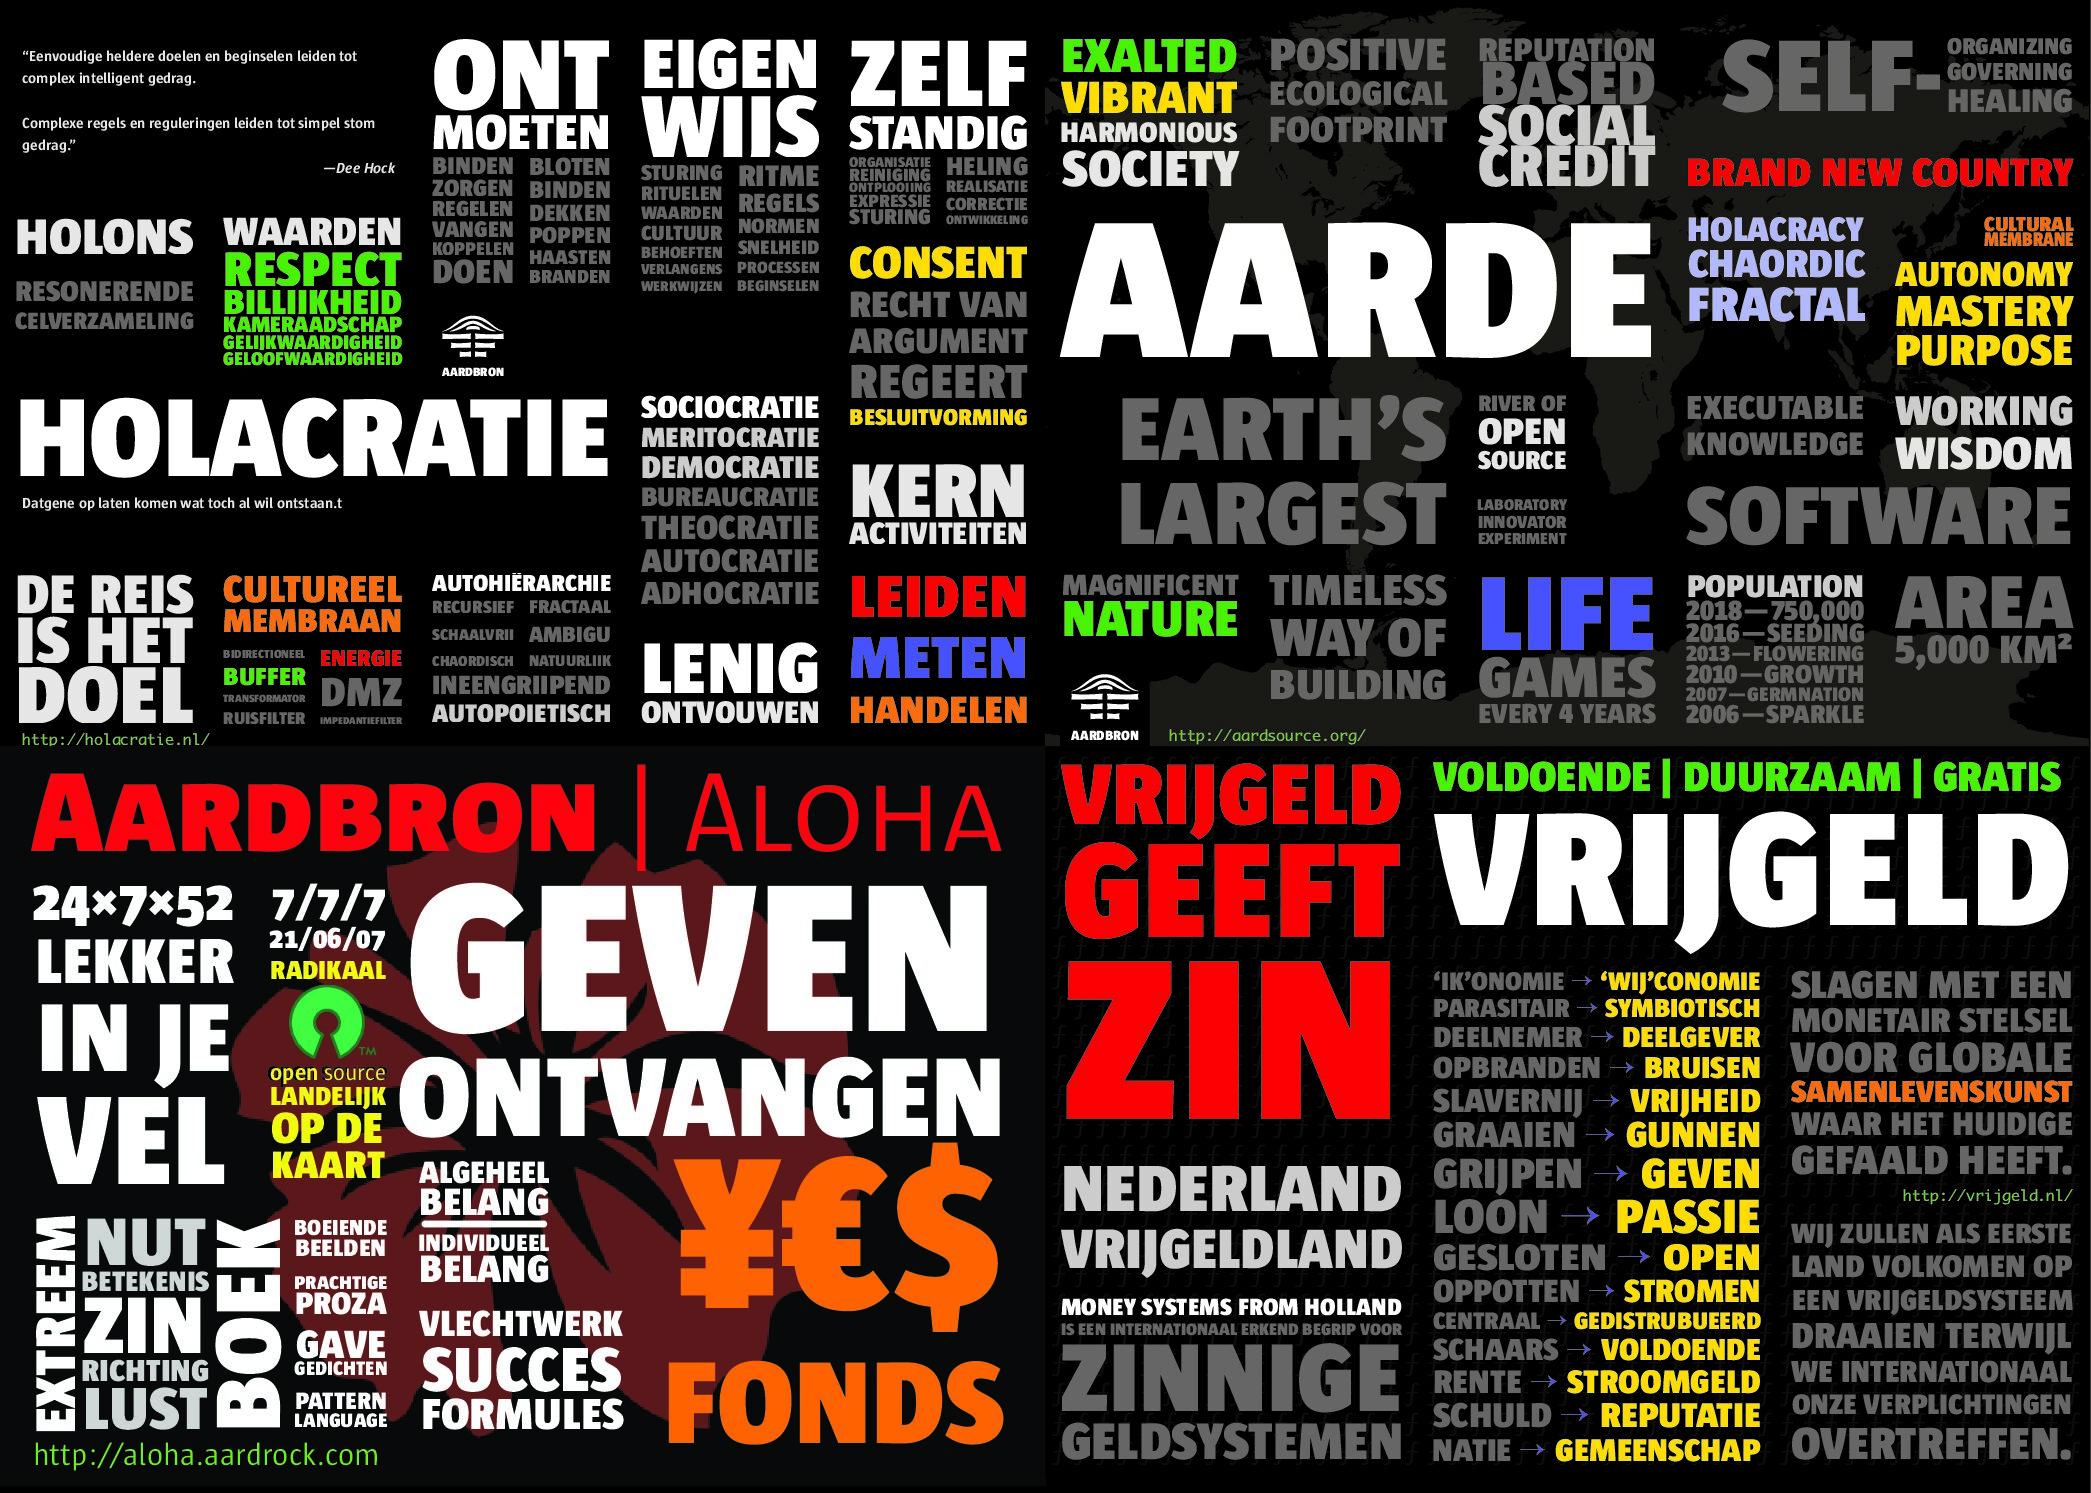 “Eenvoudige heldere doelen en beginselen leiden tot
complex intelligent gedrag.
Complexe regels en reguleringen leiden tot simpel stom
gedrag.”
—Dee Hock
HOLONS
RESONERENDE
CELVERZAMELING
WAARDEN
RESPECT
BILLIJKHEID
KAMERAADSCHAP
GELIJKWAARDIGHEID
GELOOFWAARDIGHEID
ONT
MOETEN
BINDEN
ZORGEN
REGELEN
VANGEN
KOPPELEN
DOEN
BLOTEN
BINDEN
DEKKEN
POPPEN
HAASTEN
BRANDEN
AARDBRON
EIGEN
WIJS
STURING
RITUELEN
WAARDEN
CULTUUR
BEHOEFTEN
VERLANGENS
WERKWIJZEN
RITME
REGELS
NORMEN
SNELHEID
PROCESSEN
BEGINSELEN
ZELF
STANDIG
ORGANISATIE
REINIGING
ONTPLOOIING
EXPRESSIE
STURING
HELING
REALISATIE
CORRECTIE
ONTWIKKELING
CONSENT
RECHT VAN
ARGUMENT
REGEERT
BESLUITVORMING
HOLACRATIE
Datgene op laten komen wat toch al wil ontstaan.t
SOCIOCRATIE
MERITOCRATIE
DEMOCRATIE
BUREAUCRATIE
THEOCRATIE
AUTOCRATIE
ADHOCRATIE
KERN
ACTIVITEITEN
DE REIS
IS HET
DOEL
CULTUREEL
MEMBRAAN
BIDIRECTIONEEL
BUFFER
TRANSFORMATOR
RUISFILTER
ENERGIE
DMZ
IMPEDANTIEFILTER
AUTOHIËRARCHIE
RECURSIEF FRACTAAL
SCHAALVRIJ AMBIGU
CHAORDISCH NATUURLIJK
INEENGRIJPEND
AUTOPOIETISCH
LENIG
ONTVOUWEN
LEIDEN
METEN
HANDELEN
http://holacratie.nl/
EXALTED
VIBRANT
HARMONIOUS
SOCIETY
POSITIVE
ECOLOGICAL
FOOTPRINT
REPUTATION
BASED
SOCIAL
CREDIT
SELF-
ORGANIZING
GOVERNING
HEALING
BRAND NEW COUNTRY
AARDE
HOLACRACY
CHAORDIC
FRACTAL
CULTURAL
MEMBRANE
AUTONOMY
MASTERY
PURPOSE
EARTH’S
LARGEST
RIVER OF
OPEN
SOURCE
LABORATORY
INNOVATOR
EXPERIMENT
EXECUTABLE
KNOWLEDGE
WORKING
WISDOM
SOFTWARE
MAGNIFICENT
NATURE
TIMELESS
WAY OF
BUILDING
LIFE
GAMES
EVERY 4 YEARS
POPULATION
2018—750,000
2016—SEEDING
2013—FLOWERING
2010—GROWTH
2007—GERMNATION
2006—SPARKLE
AREA
5,000 KM²
AARDBRON
http://aardsource.org/
AARDBRON | ALOHA
24×7×52
LEKKER
IN JE
VEL
7/7/7
21/06/07
RADIKAAL
TM
open source
LANDELIJK
OP DE
KAART
GEVEN
ONTVANGEN
EXTREEM
NUT
BETEKENIS
ZIN
RICHTING
LUST
BOEK
BOEIENDE
BEELDEN
PRACHTIGE
PROZA
GAVE
GEDICHTEN
PATTERN
LANGUAGE
ALGEHEEL
BELANG
INDIVIDUEEL
BELANG
VLECHTWERK
SUCCES
FORMULES
¥€$
FONDS
http://aloha.aardrock.com
VRIJGELD
GEEFT
ZIN
NEDERLAND
VRIJGELDLAND
MONEY SYSTEMS FROM HOLLAND
IS EEN INTERNATIONAAL ERKEND BEGRIP VOOR
ZINNIGE
GELDSYSTEMEN
VOLDOENDE | DUURZAAM | GRATIS
VRIJGELD
‘IK’ONOMIE → ‘WIJ’CONOMIE
PARASITAIR → SYMBIOTISCH
DEELNEMER → DEELGEVER
OPBRANDEN → BRUISEN
SLAVERNIJ → VRIJHEID
GRAAIEN → GUNNEN
GRIJPEN → GEVEN
LOON → PASSIE
GESLOTEN → OPEN
OPPOTTEN → STROMEN
CENTRAAL → GEDISTRUBUEERD
SCHAARS → VOLDOENDE
RENTE → STROOMGELD
SCHULD → REPUTATIE
NATIE → GEMEENSCHAP
SLAGEN MET EEN
MONETAIR STELSEL
VOOR GLOBALE
SAMENLEVENSKUNST
WAAR HET HUIDIGE
GEFAALD HEEFT.
http://vrijgeld.nl/
WIJ ZULLEN ALS EERSTE
LAND VOLKOMEN OP
EEN VRIJGELDSYSTEEM
DRAAIEN TERWIJL
WE INTERNATIONAAL
ONZE VERPLICHTINGEN
OVERTREFFEN.